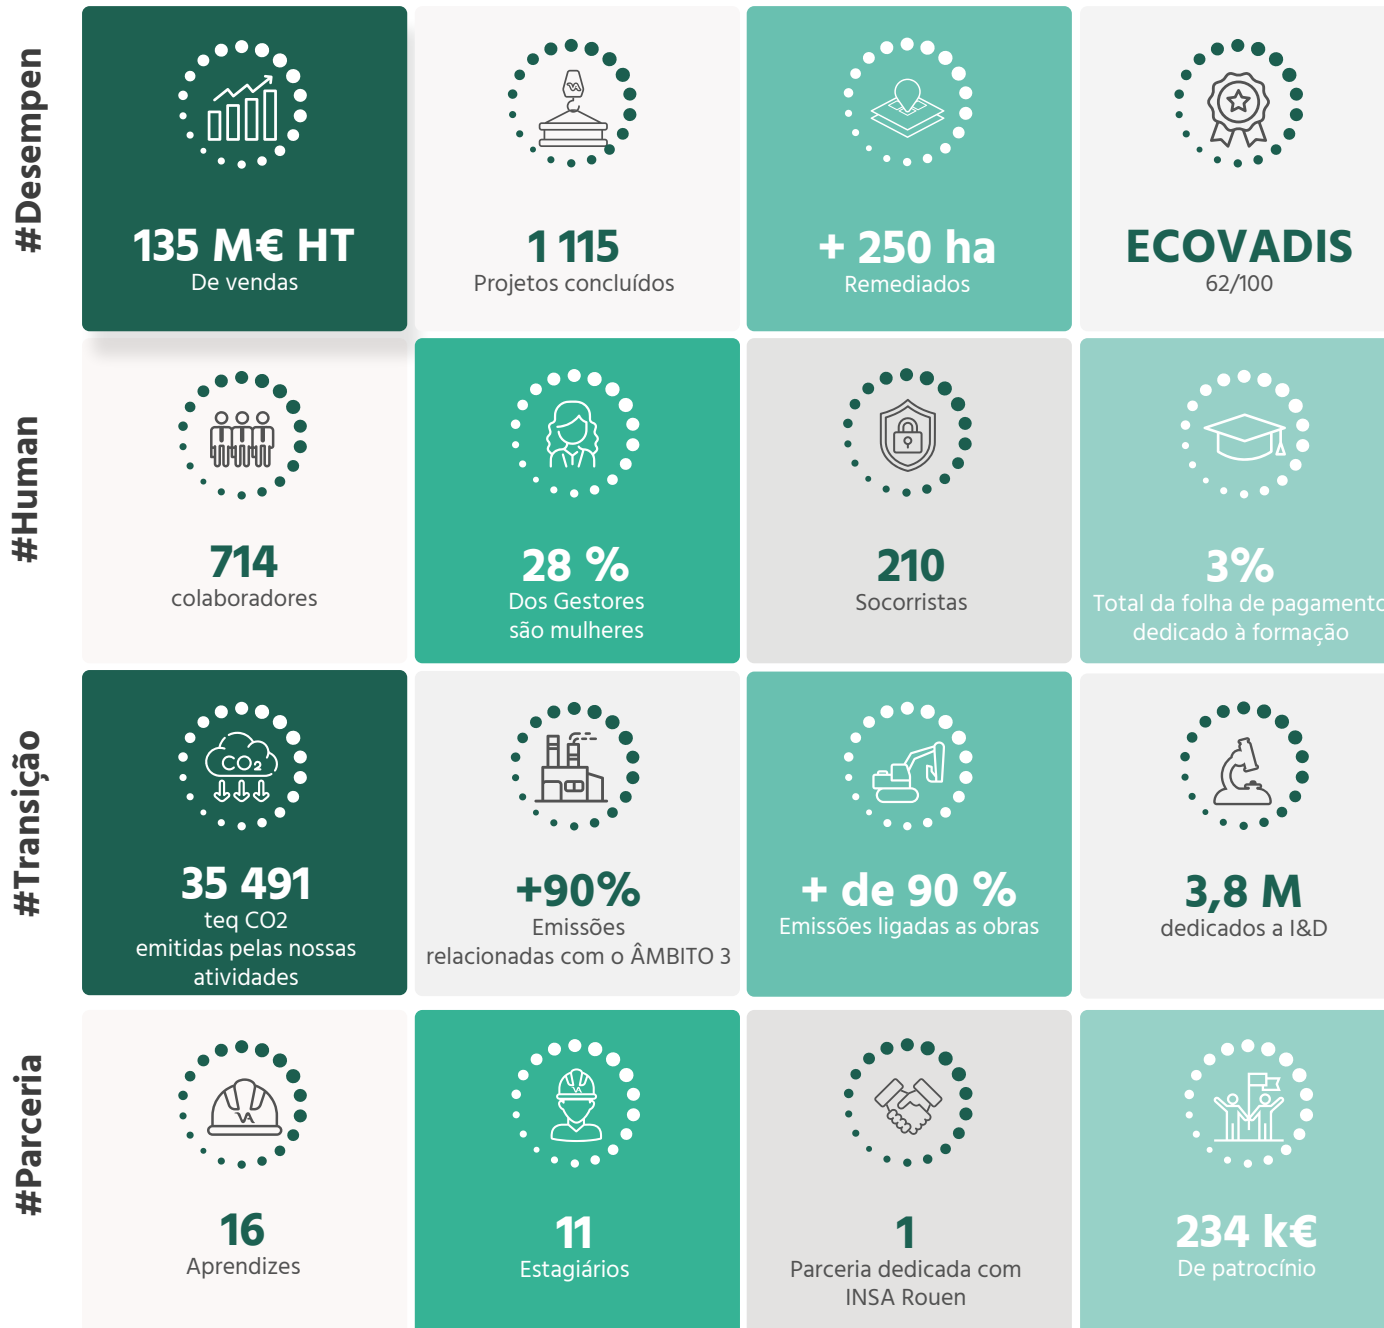 #Desempen
135 M€ HT
De vendas
1 115
Projetos concluídos
+ 250 ha
Remediados
ECOVADIS
62/100
#Human
714
colaboradores
28 %
Dos Gestores
são mulheres
210
Socorristas
3%
Total da folha de pagamento
dedicado à formação
#Transição
CO2
35 491
teq CO2
emitidas pelas nossas
atividades
+90%
Emissões
relacionadas com o ÂMBITO 3
+ de 90 %
Emissões ligadas as obras
3,8 M
dedicados a I&D
#Parceria
16
Aprendizes
11
Estagiários
1
Parceria dedicada com
INSA Rouen
234 k€
De patrocínio